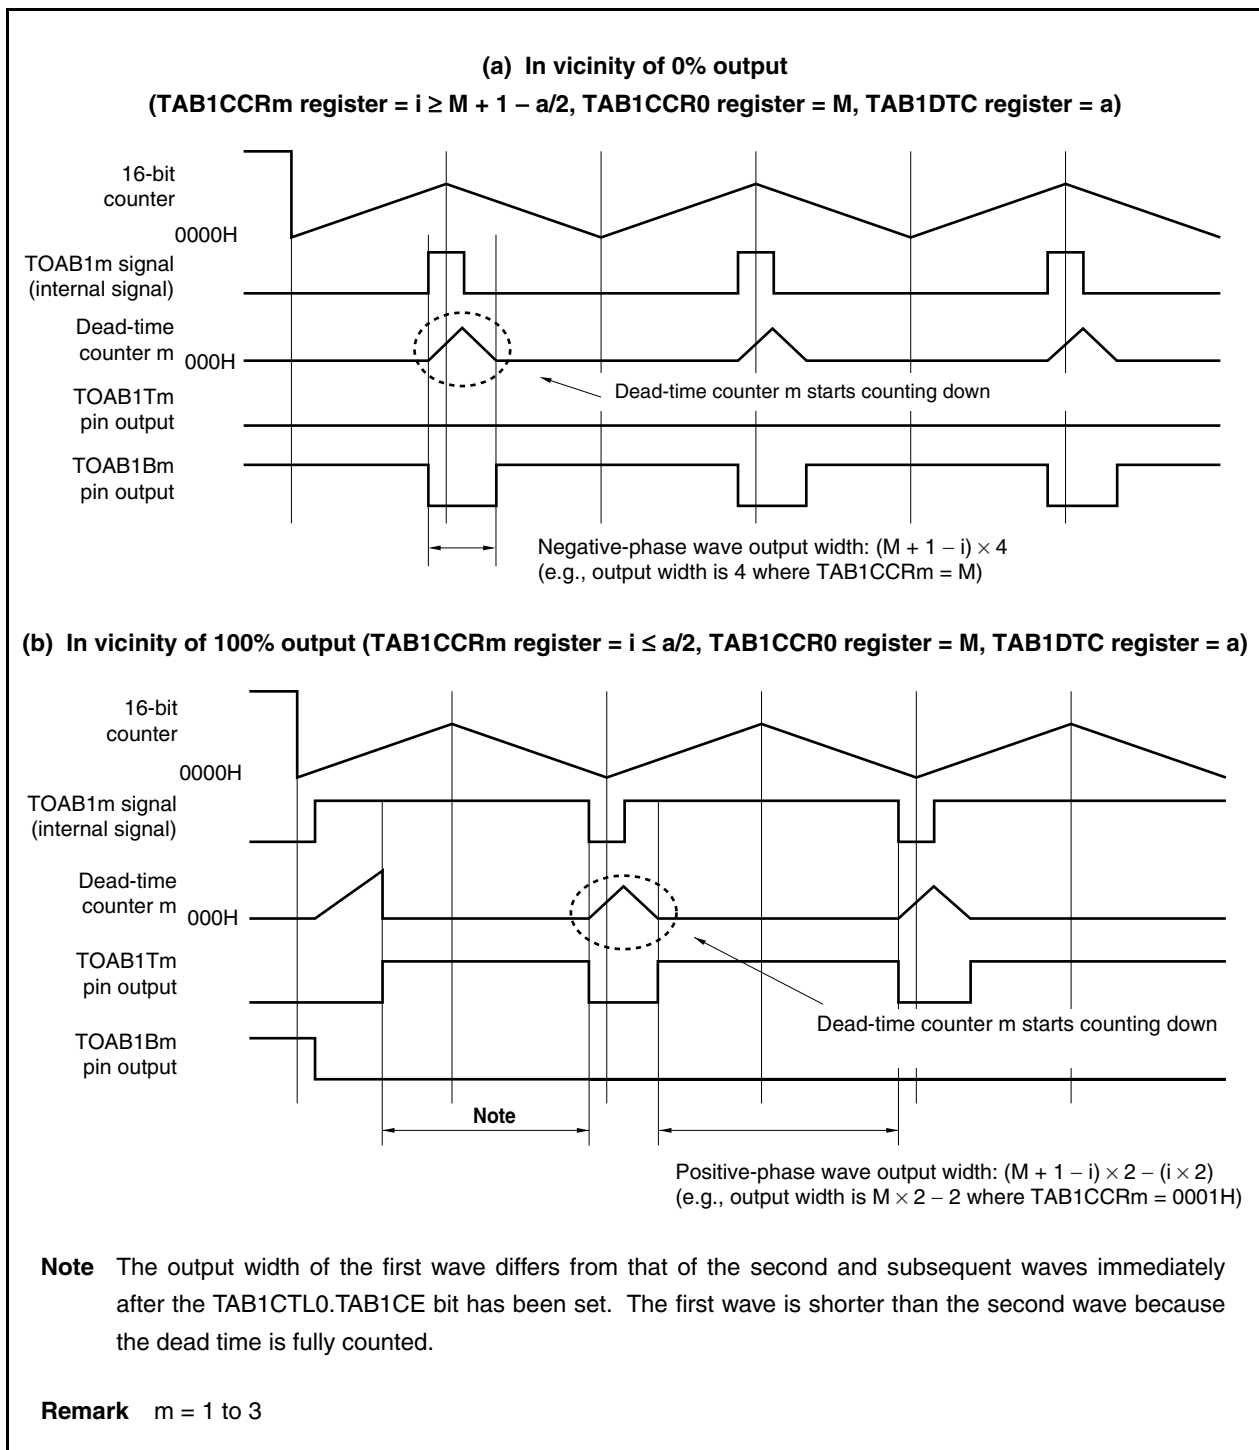 (a) In vicinity of 0% output
(TAB1CCRm register = i ≥ M + 1 – a/2, TAB1CCR0 register = M, TAB1DTC register = a)
16-bit
counter
0000H
TOAB1m signal
(internal signal)
Dead-time
counter m
000H
Dead-time counter m starts counting down
TOAB1Tm
pin output
TOAB1Bm
pin output
Negative-phase wave output width: (M + 1 – i) × 4
(e.g., output width is 4 where TAB1CCRm = M)
(b) In vicinity of 100% output (TAB1CCRm register = i ≤ a/2, TAB1CCR0 register = M, TAB1DTC register = a)
16-bit
counter
0000H
TOAB1m signal
(internal signal)
Dead-time
counter m
000H
TOAB1Tm
pin output
Dead-time counter m starts counting down
TOAB1Bm
pin output
Note
Positive-phase wave output width: (M + 1 – i) × 2 – (i × 2)
(e.g., output width is M × 2 – 2 where TAB1CCRm = 0001H)
Note The output width of the first wave differs from that of the second and subsequent waves immediately
after the TAB1CTL0.TAB1CE bit has been set. The first wave is shorter than the second wave because
the dead time is fully counted.
Remark m = 1 to 3